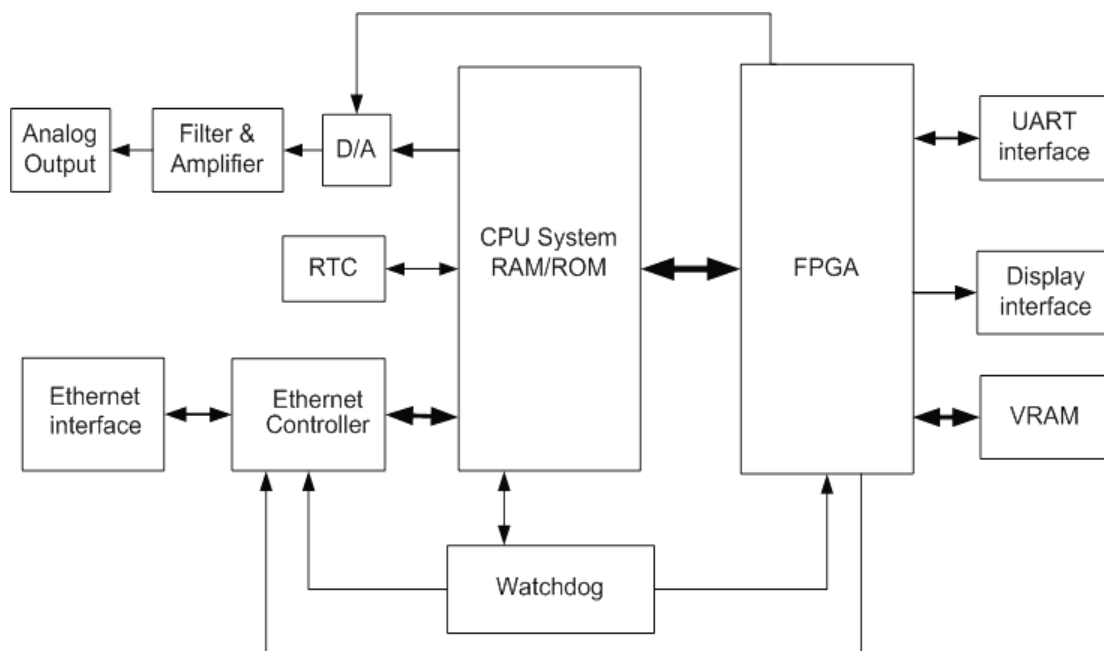 Analog
Output
Filter &
Amplifier
D/A
UART
interface
CPU System
RAM/ROM
FPGA
RTC
Display
interface
Ethernet
interface
Ethernet
Controller
VRAM
Watchdog